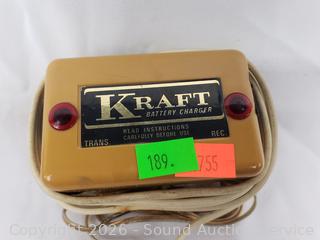 KRAFT
BATTERY CHARGER
READ INSTRUCTIONS
CAREFULLY BEFORE USE
TRANS.
REC.
189.
755
Copyright 2026 - Sound Auction Service